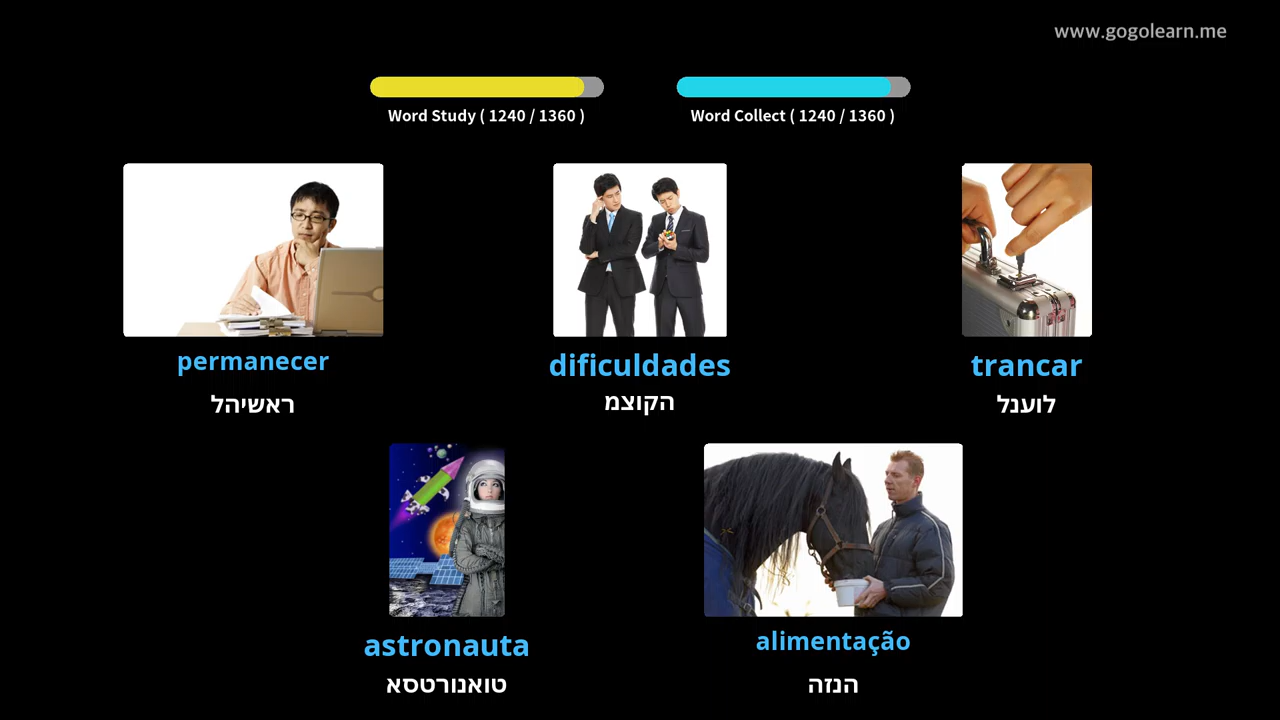 www.gogolearn.me
Word Study ( 1240 / 1360 )
Word Collect ( 1240 / 1360 )
permanecer
ראשיהל
dificuldades
הקוצמ
trancar
לוענל
astronauta
טואנורטסא
alimentação
הנזה